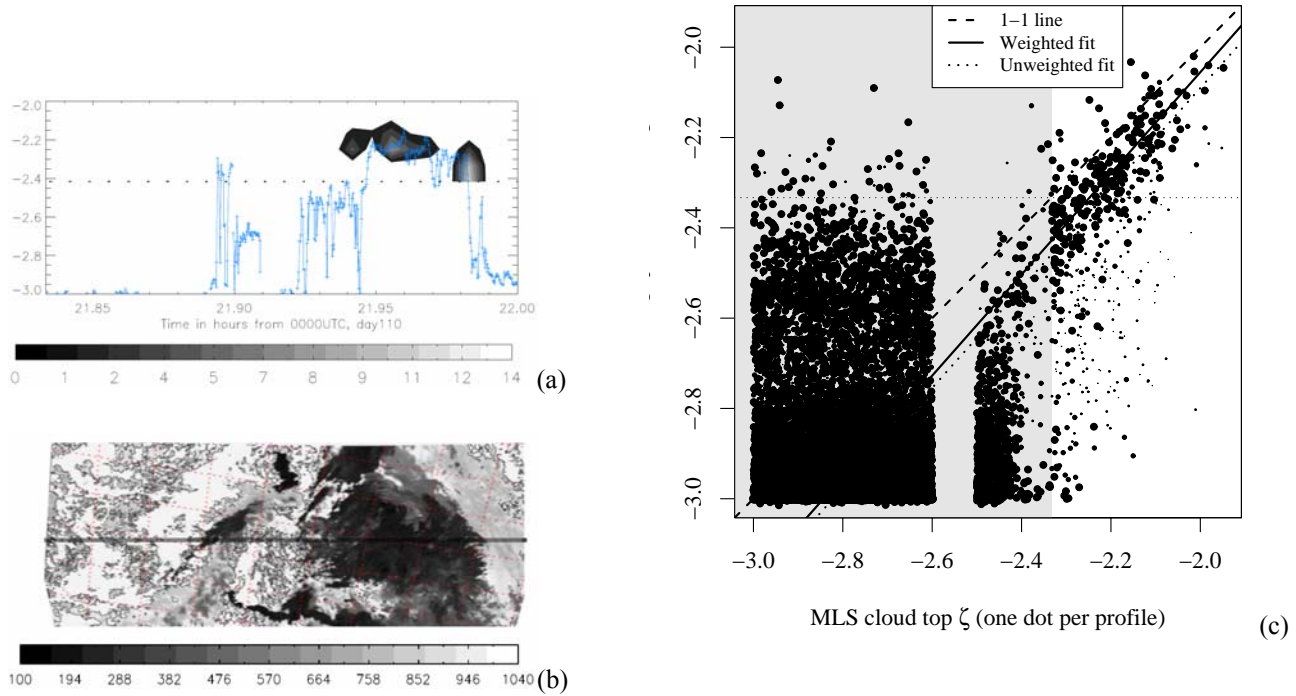 −2.0
−2.2
−2.4
−2.6
−2.8
−3.0
21.85 21.90 21.95 22.00
Time in hours from 0000UTC, day110
0 1 2 4 5 7 8 9 11 12 14
(a)
100 194 288 382 476 570 664 758 852 946 1040
(b)
1−1 line
Weighted fit
Unweighted fit
−2.0
−2.2
−2.4
−2.6
−2.8
−3.0
−3.0 −2.8 −2.6 −2.4 −2.2 −2.0
MLS cloud top ζ (one dot per profile)
(c)